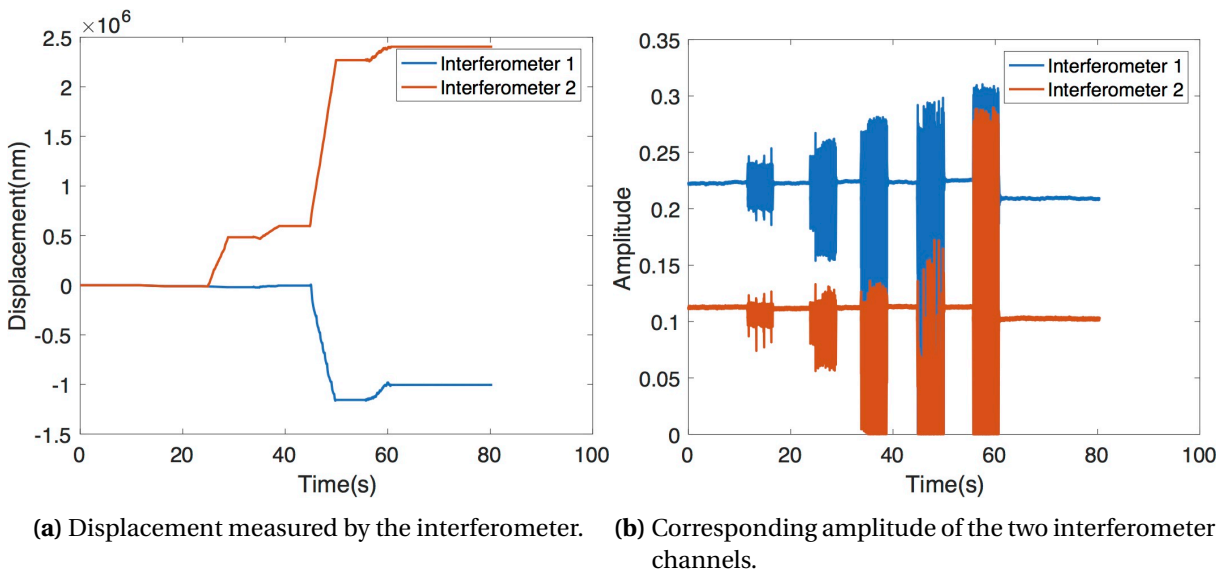 ×10⁶
2.5
2
1.5
1
0.5
0
-0.5
-1
-1.5
Displacement(nm)
Interferometer 1
Interferometer 2
0
20
40
60
80
100
Time(s)
(a) Displacement measured by the interferometer.
0.35
0.3
0.25
0.2
0.15
0.1
0.05
0
Amplitude
Interferometer 1
Interferometer 2
0
20
40
60
80
100
Time(s)
(b) Corresponding amplitude of the two interferometer
channels.